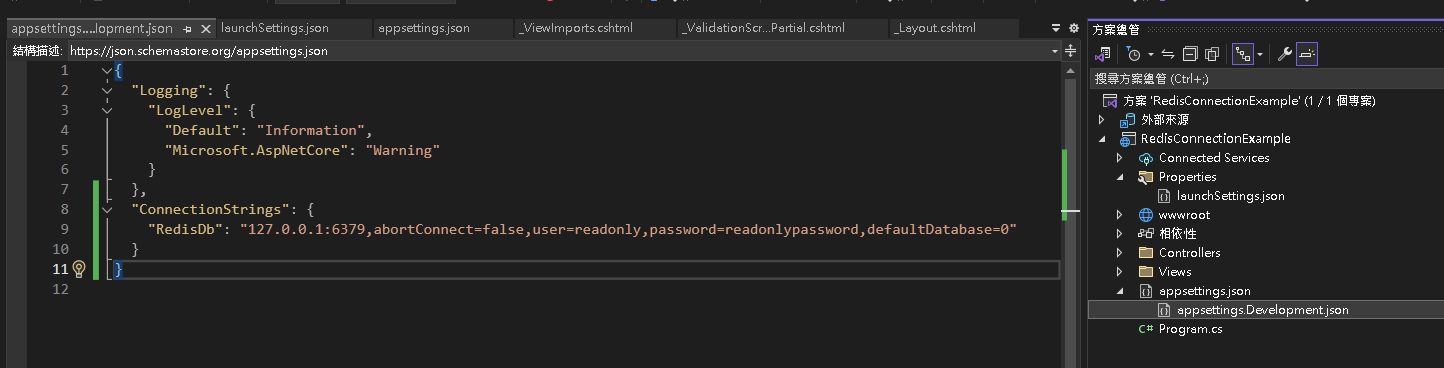 appsettings....lopment.json
launchSettings.json
appsettings.json
_ViewImports.cshtml
_ValidationScr...Partial.cshtml
_Layout.cshtml
結構描述: https://json.schemastore.org/appsettings.json
1 {
2 "Logging": {
3 "LogLevel": {
4 "Default": "Information",
5 "Microsoft.AspNetCore": "Warning"
6 }
7 },
8 "ConnectionStrings": {
9 "RedisDb": "127.0.0.1:6379,abortConnect=false,user=readonly,password=readonlypassword,defaultDatabase=0"
10 }
11 }
12
方案總管
搜尋方案總管 (Ctrl+;)
方案 'RedisConnectionExample' (1 / 1 個專案)
外部來源
RedisConnectionExample
Connected Services
Properties
launchSettings.json
wwwroot
相依性
Controllers
Views
appsettings.json
appsettings.Development.json
C# Program.cs